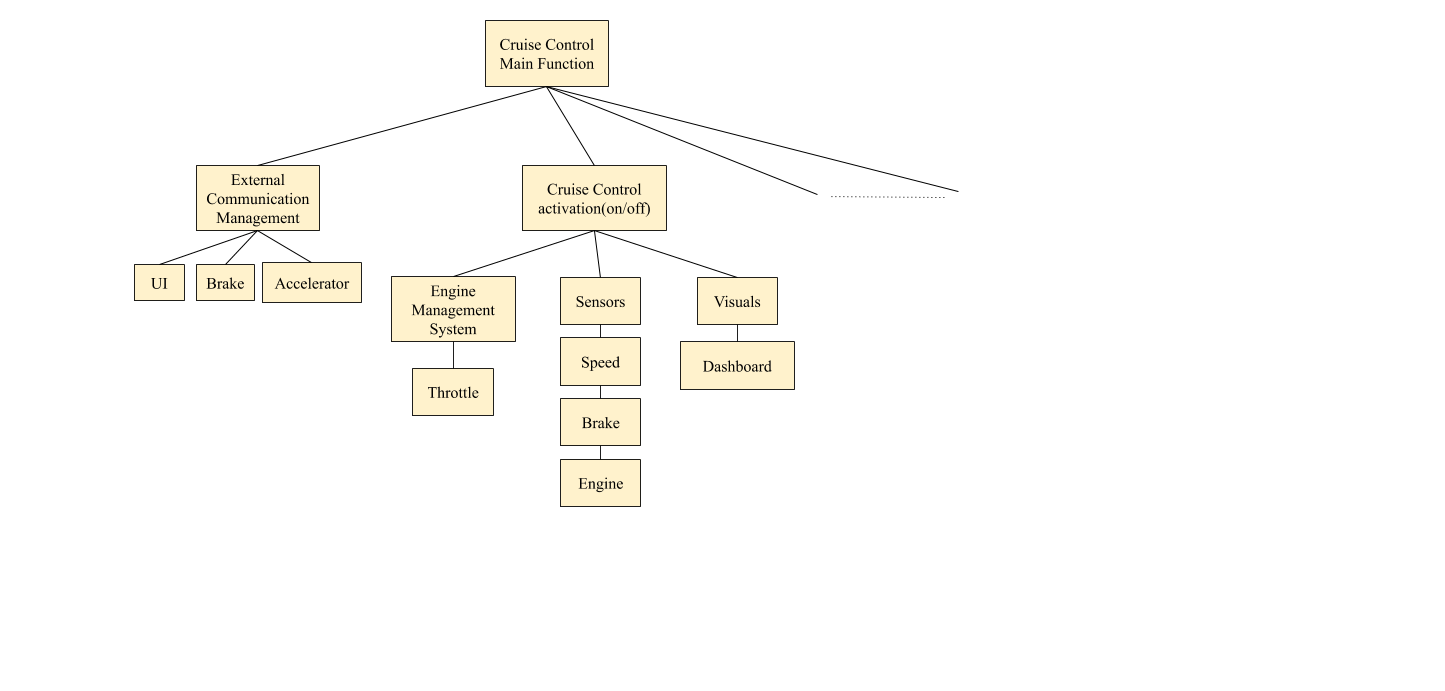 Cruise Control
Main Function
External
Communication
Management
Cruise Control
activation(on/off)
UI
Brake
Accelerator
Engine
Management
System
Sensors
Visuals
Throttle
Speed
Dashboard
Brake
Engine